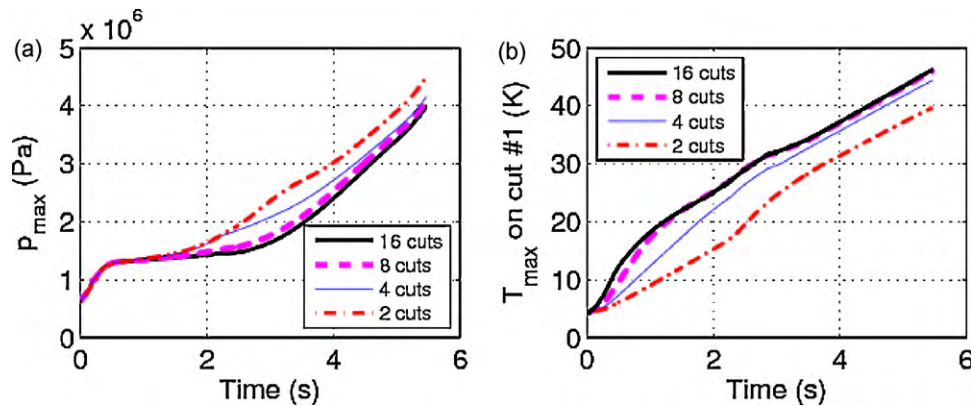 (a)
x 10^6
5
4
3
2
1
0
p_max (Pa)
16 cuts
8 cuts
4 cuts
2 cuts
0 2 4 6
Time (s)
(b)
50
40
30
20
10
0
T_max on cut #1 (K)
16 cuts
8 cuts
4 cuts
2 cuts
0 2 4 6
Time (s)